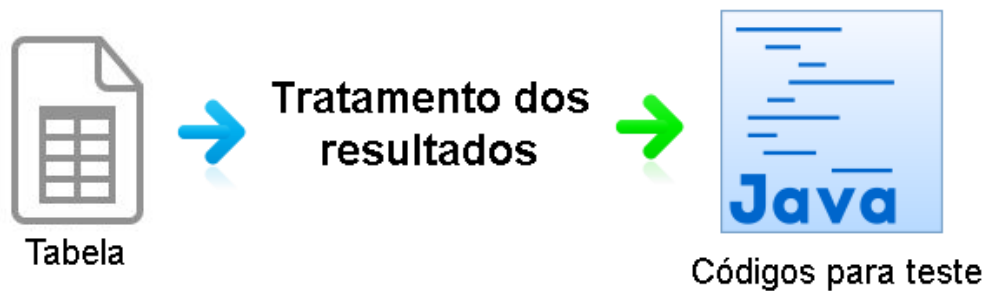 Tabela
Tratamento dos
resultados
Java
Códigos para teste